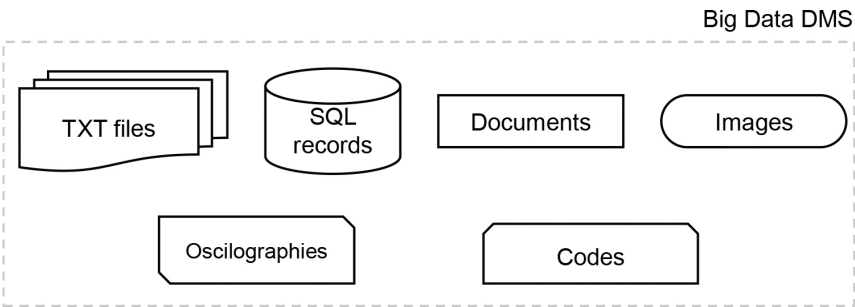 Big Data DMS
TXT files
SQL
records
Documents
Images
Oscilographies
Codes